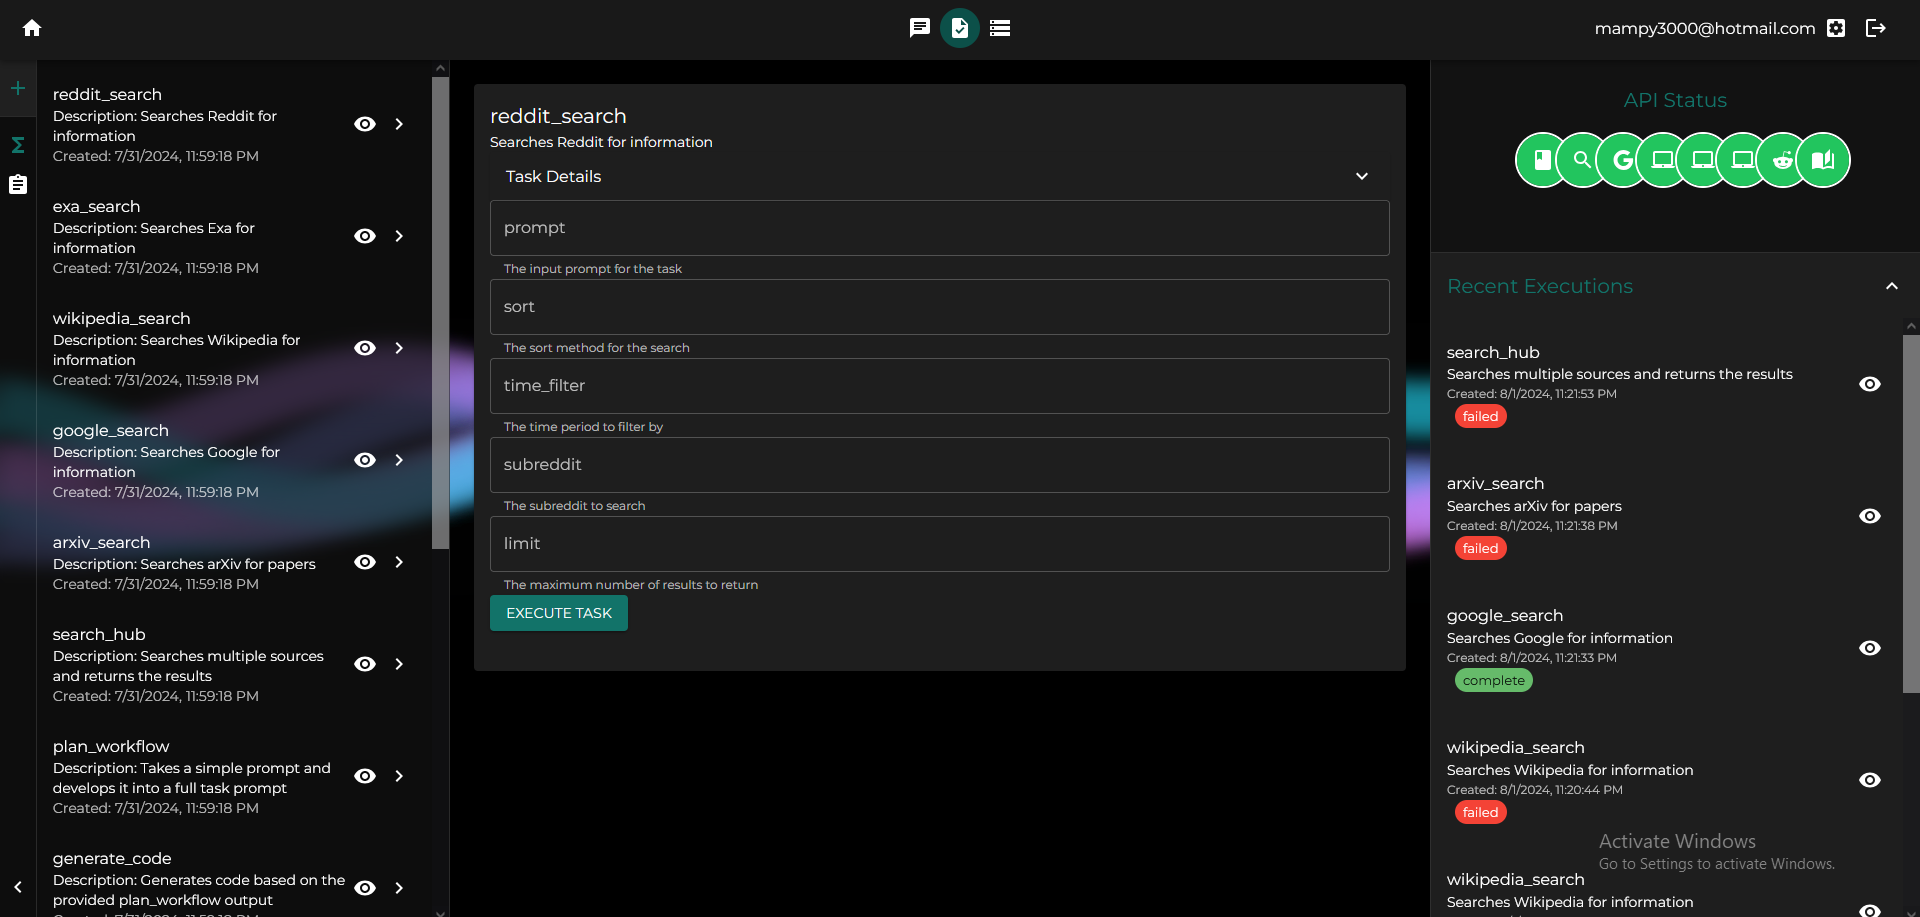 mampy3000@hotmail.com
reddit_search
Description: Searches Reddit for
information
Created: 7/31/2024, 11:59:18 PM
exa_search
Description: Searches Exa for
information
Created: 7/31/2024, 11:59:18 PM
wikipedia_search
Description: Searches Wikipedia for
information
Created: 7/31/2024, 11:59:18 PM
google_search
Description: Searches Google for
information
Created: 7/31/2024, 11:59:18 PM
arxiv_search
Description: Searches arXiv for papers
Created: 7/31/2024, 11:59:18 PM
search_hub
Description: Searches multiple sources
and returns the results
Created: 7/31/2024, 11:59:18 PM
plan_workflow
Description: Takes a simple prompt and
develops it into a full task prompt
Created: 7/31/2024, 11:59:18 PM
generate_code
Description: Generates code based on the
provided plan_workflow output
reddit_search
Searches Reddit for information
Task Details
prompt
The input prompt for the task
sort
The sort method for the search
time_filter
The time period to filter by
subreddit
The subreddit to search
limit
The maximum number of results to return
EXECUTE TASK
API Status
Recent Executions
search_hub
Searches multiple sources and returns the results
Created: 8/1/2024, 11:21:53 PM
failed
arxiv_search
Searches arXiv for papers
Created: 8/1/2024, 11:21:38 PM
failed
google_search
Searches Google for information
Created: 8/1/2024, 11:21:33 PM
complete
wikipedia_search
Searches Wikipedia for information
Created: 8/1/2024, 11:20:44 PM
failed
Activate Windows
Go to Settings to activate Windows.
wikipedia_search
Searches Wikipedia for information